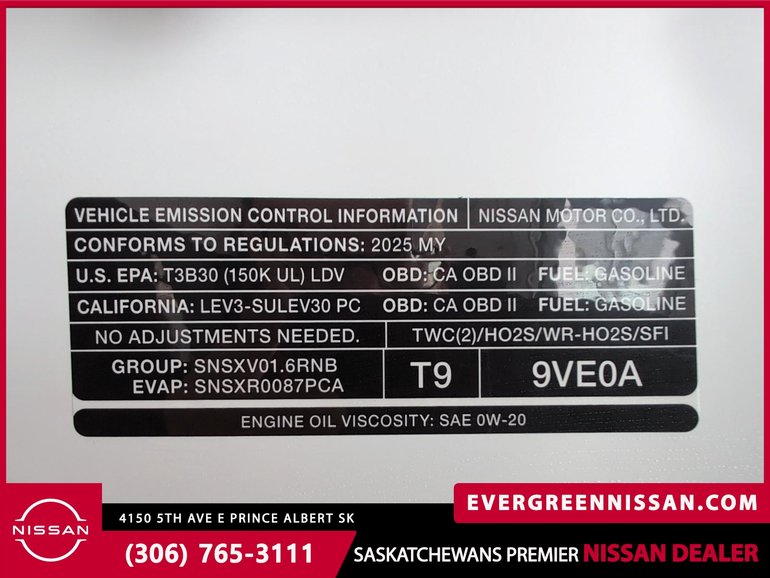 VEHICLE EMISSION CONTROL INFORMATION NISSAN MOTOR CO., LTD.
CONFORMS TO REGULATIONS: 2025 MY
U.S. EPA: T3B30 (150K UL) LDV OBD: CA OBD II FUEL: GASOLINE
CALIFORNIA: LEV3-SULEV30 PC OBD: CA OBD II FUEL: GASOLINE
NO ADJUSTMENTS NEEDED. TWC(2)/HO2S/WR-HO2S/SFI
GROUP: SNSXV01.6RNB
EVAP: SNSXR0087PCA
T9 9VE0A
ENGINE OIL VISCOSITY: SAE 0W-20
NISSAN
4150 5TH AVE E PRINCE ALBERT SK
(306) 765-3111
EVERGREENNISSAN.COM
SASKATCHEWANS PREMIER NISSAN DEALER